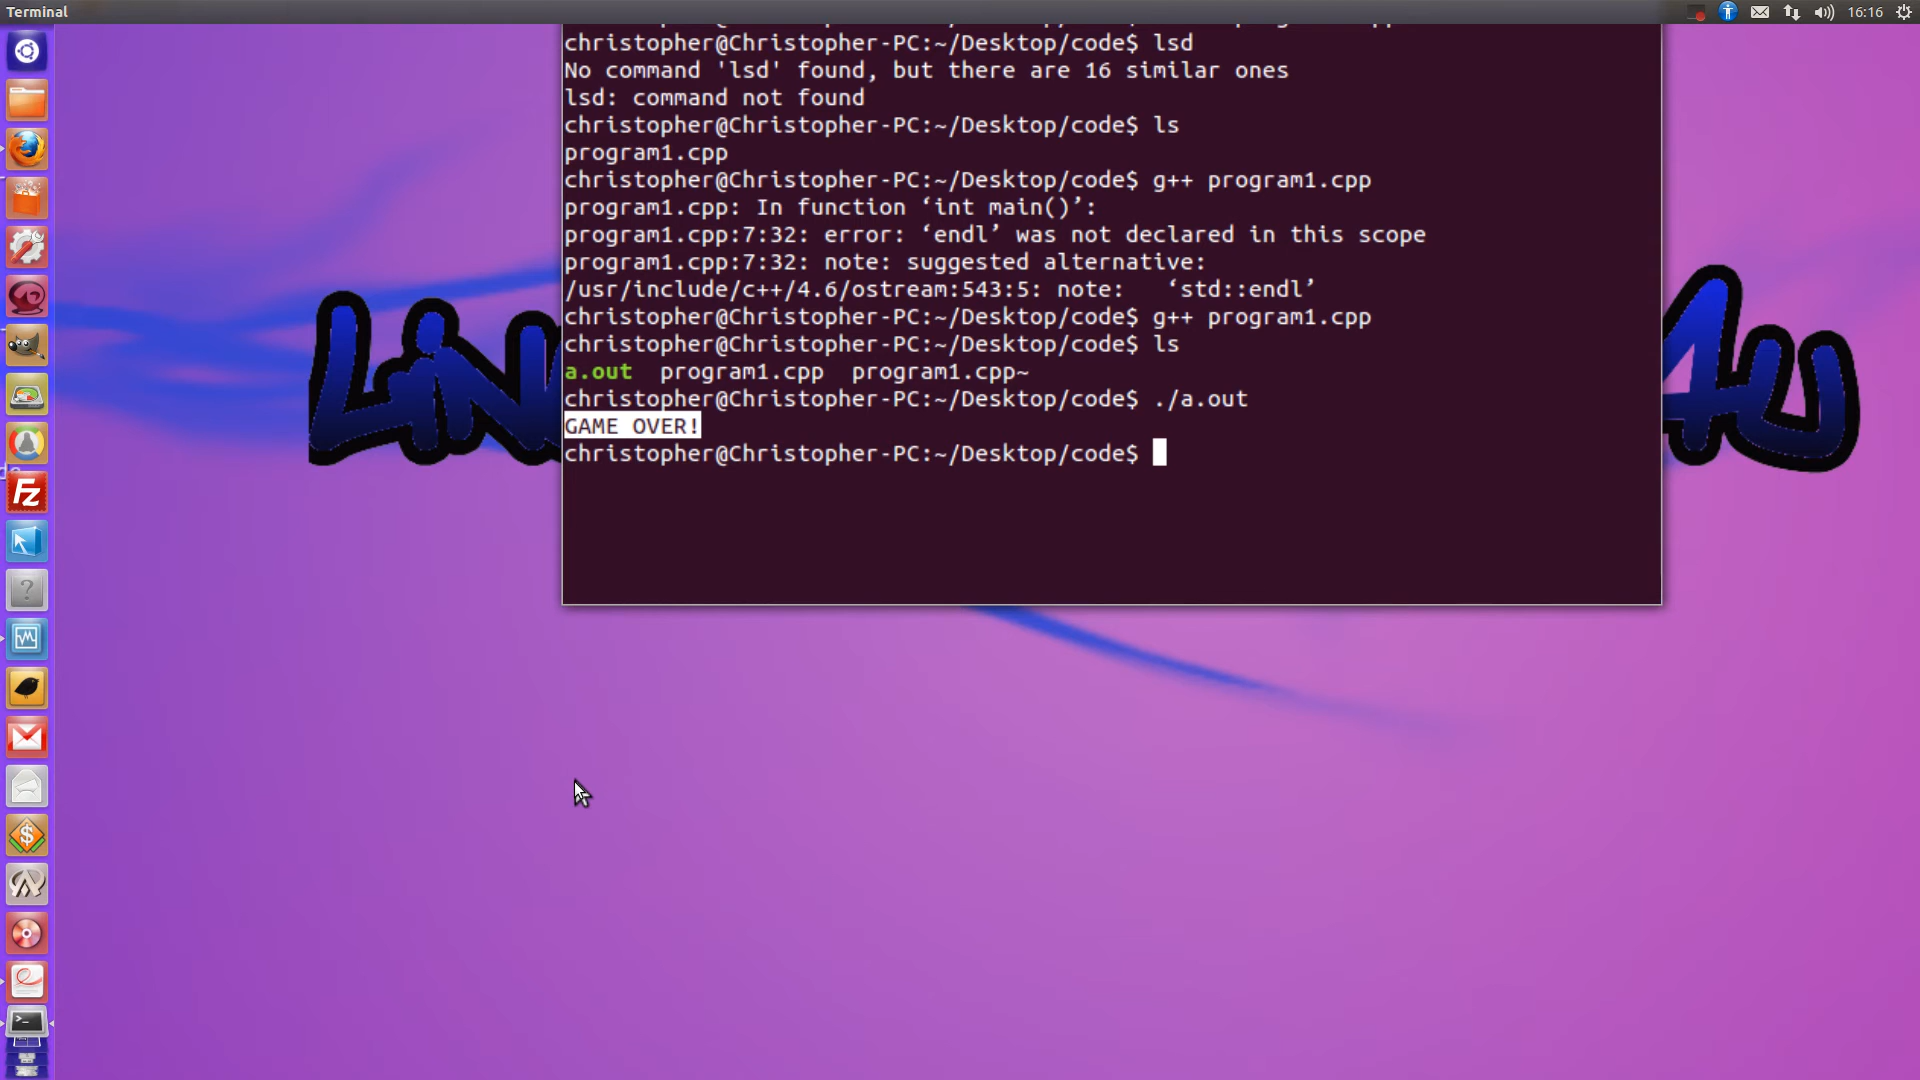 Terminal
16:16
christopher@Christopher-PC:~/Desktop/code$ lsd
No command 'lsd' found, but there are 16 similar ones
lsd: command not found
christopher@Christopher-PC:~/Desktop/code$ ls
program1.cpp
christopher@Christopher-PC:~/Desktop/code$ g++ program1.cpp
program1.cpp: In function ‘int main()’:
program1.cpp:7:32: error: ‘endl’ was not declared in this scope
program1.cpp:7:32: note: suggested alternative:
/usr/include/c++/4.6/ostream:543:5: note:   ‘std::endl’
christopher@Christopher-PC:~/Desktop/code$ g++ program1.cpp
christopher@Christopher-PC:~/Desktop/code$ ls
a.out  program1.cpp  program1.cpp~
christopher@Christopher-PC:~/Desktop/code$ ./a.out
GAME OVER!
christopher@Christopher-PC:~/Desktop/code$